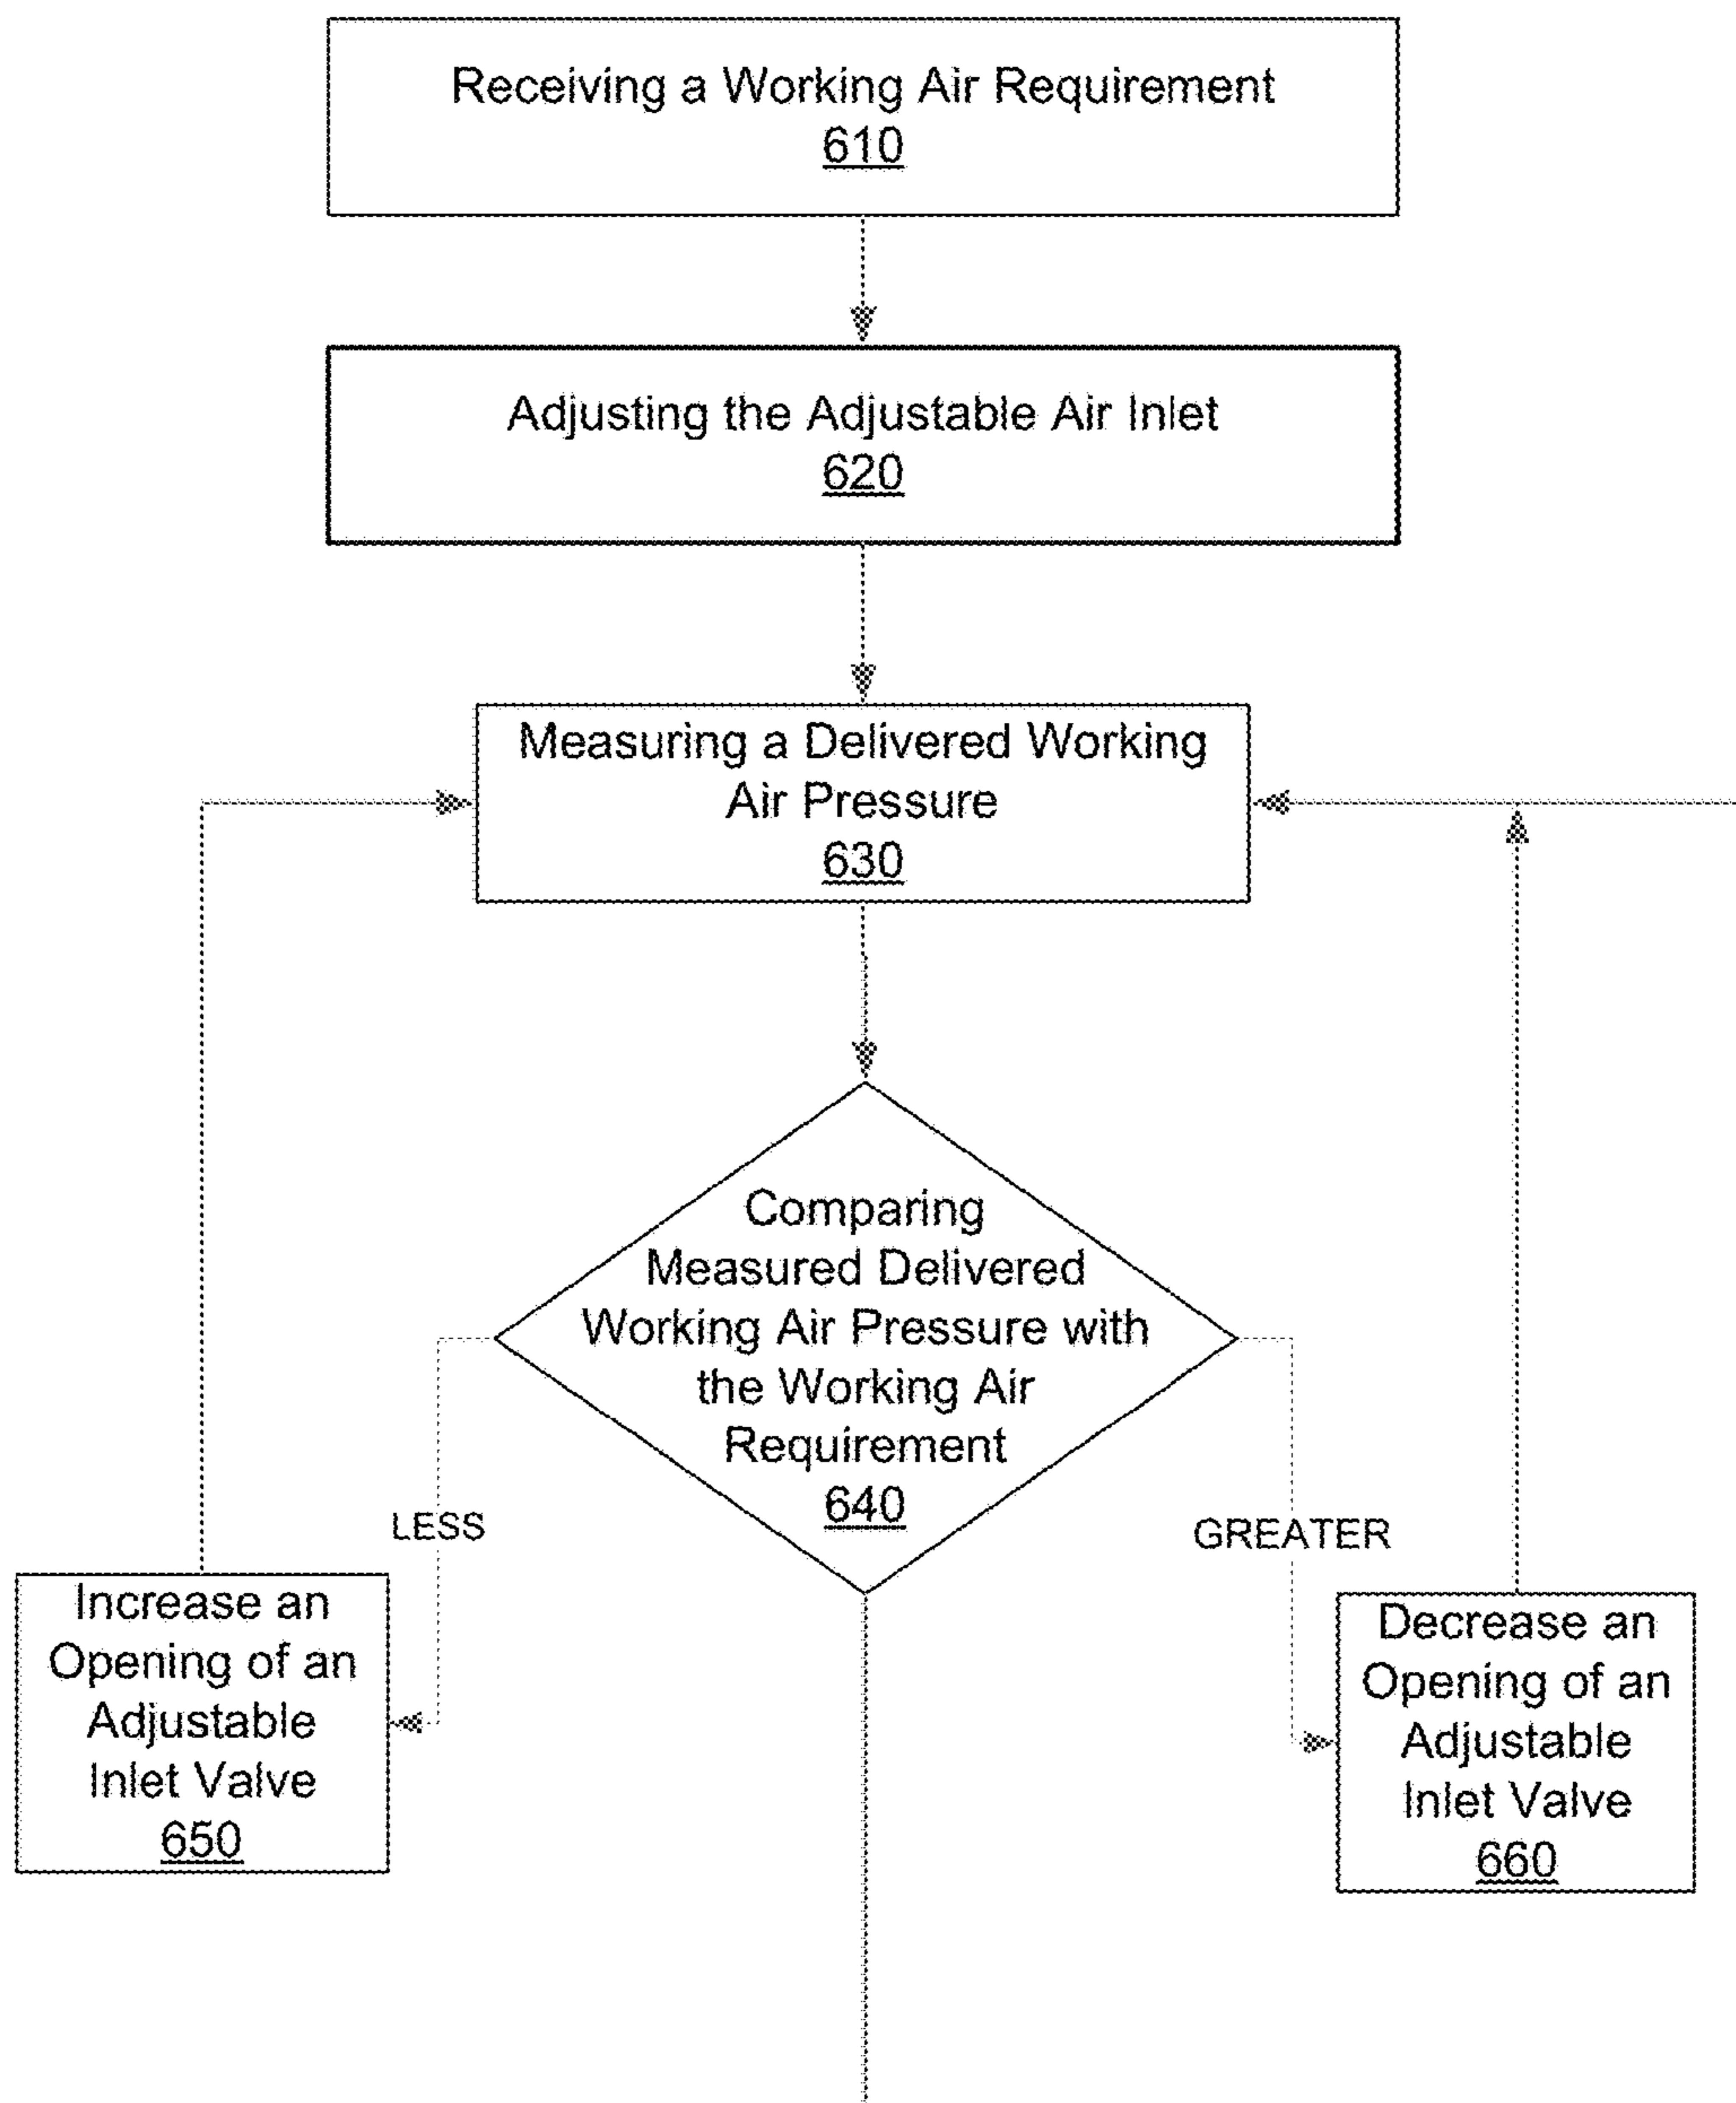 Receiving a Working Air Requirement
610
Adjusting the Adjustable Air Inlet
620
Measuring a Delivered Working
Air Pressure
630
Comparing
Measured Delivered
Working Air Pressure with
the Working Air
Requirement
640
LESS
GREATER
Increase an
Opening of an
Adjustable
Inlet Valve
650
Decrease an
Opening of an
Adjustable
Inlet Valve
660